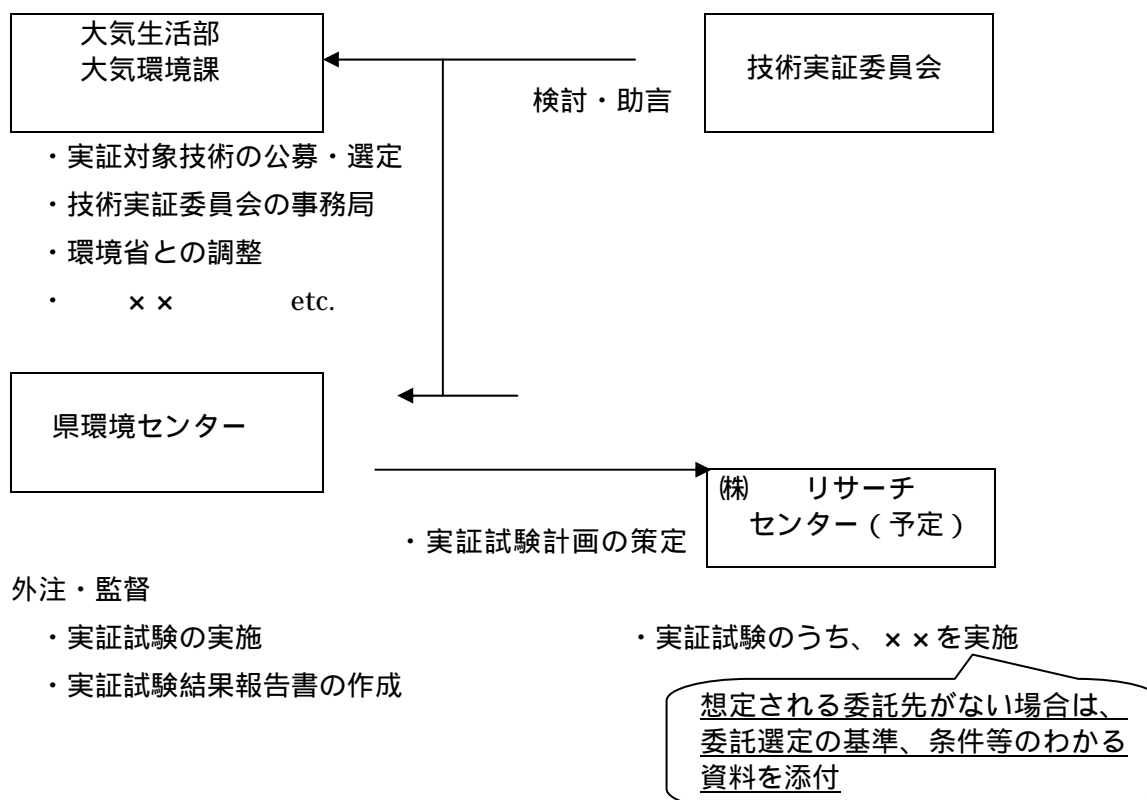 大気生活部
大気環境課
技術実証委員会
検討・助言
・実証対象技術の公募・選定
・技術実証委員会の事務局
・環境省との調整
・　　××　　　　etc.
県環境センター
㈱　　リサーチ
センター（予定）
・実証試験計画の策定
外注・監督
・実証試験の実施
・実証試験のうち、××を実施
・実証試験結果報告書の作成
想定される委託先がない場合は、
委託選定の基準、条件等のわかる
資料を添付